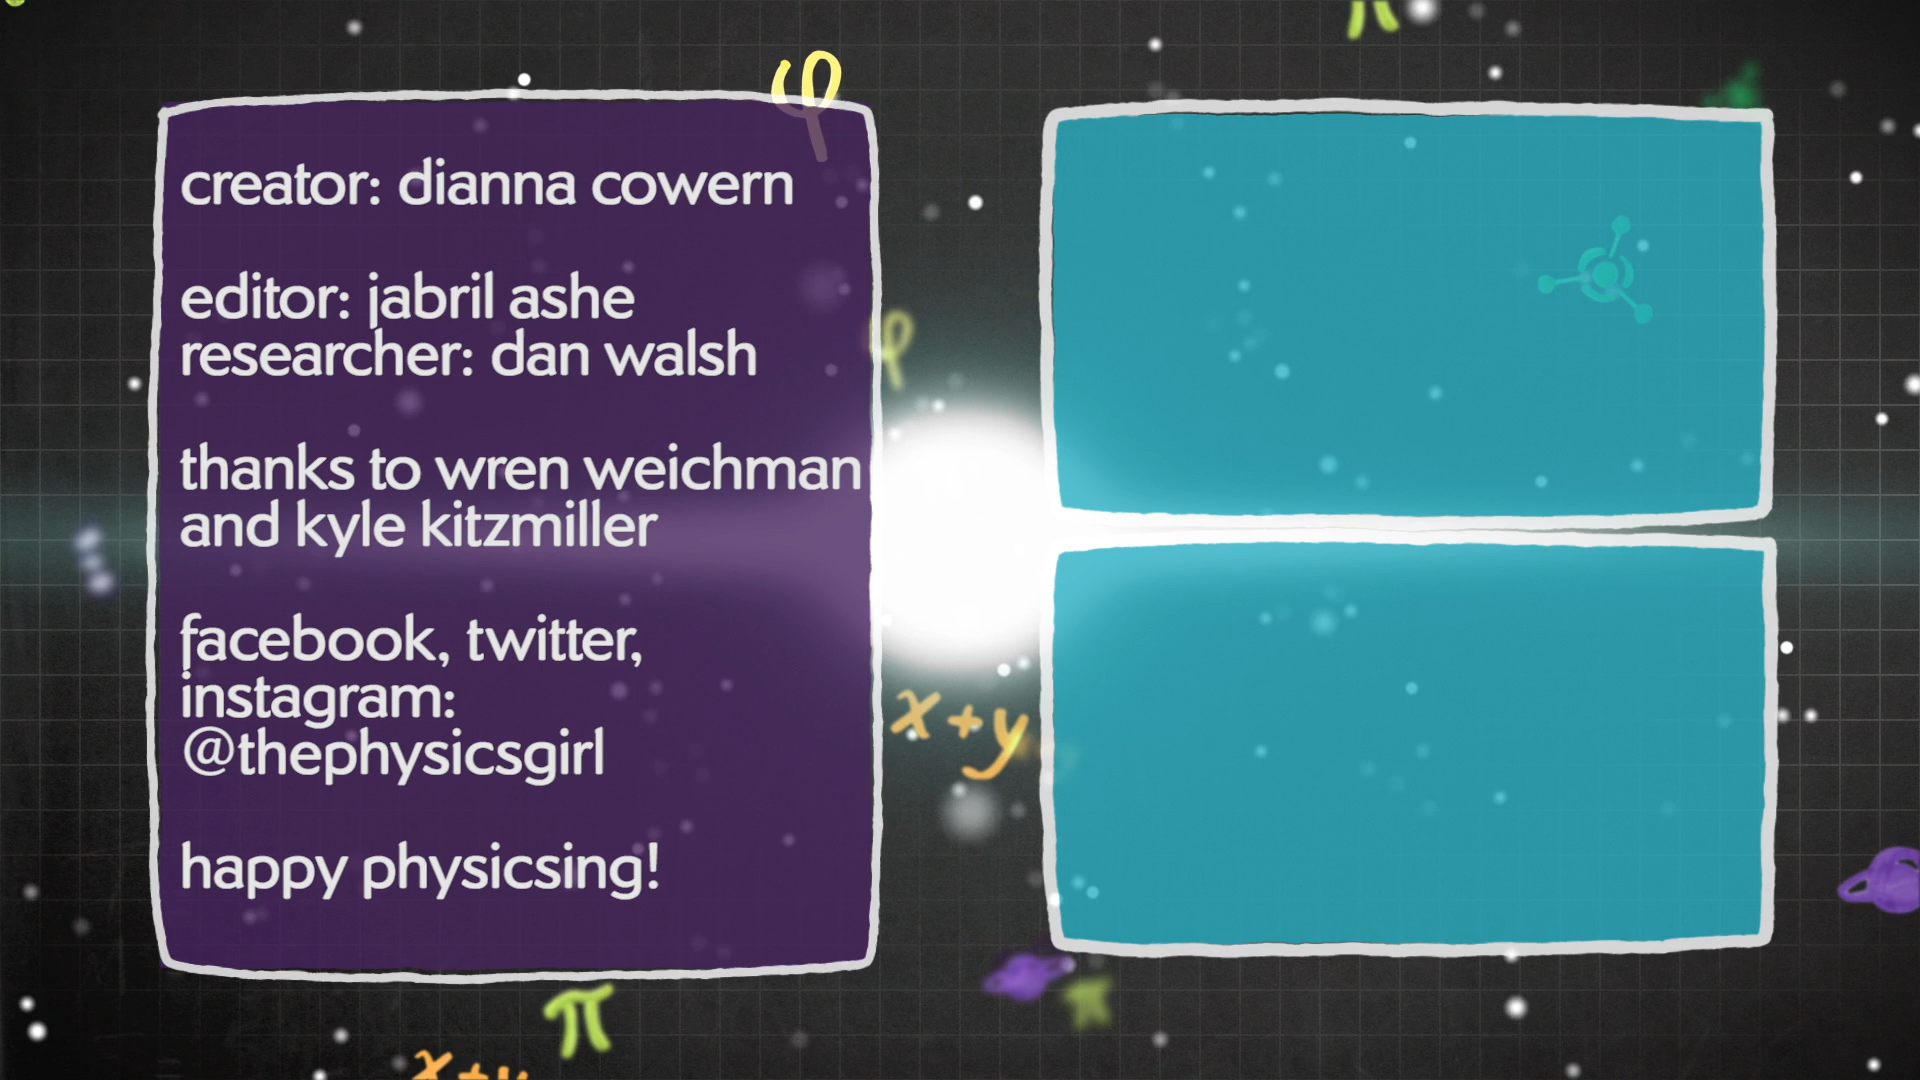 creator: dianna cowern
editor: jabril ashe
researcher: dan walsh
thanks to wren weichman
and kyle kitzmiller
facebook, twitter,
instagram:
@thephysicsgirl
happy physicsing!
φ
φ
π
x+y
π
π
x+y